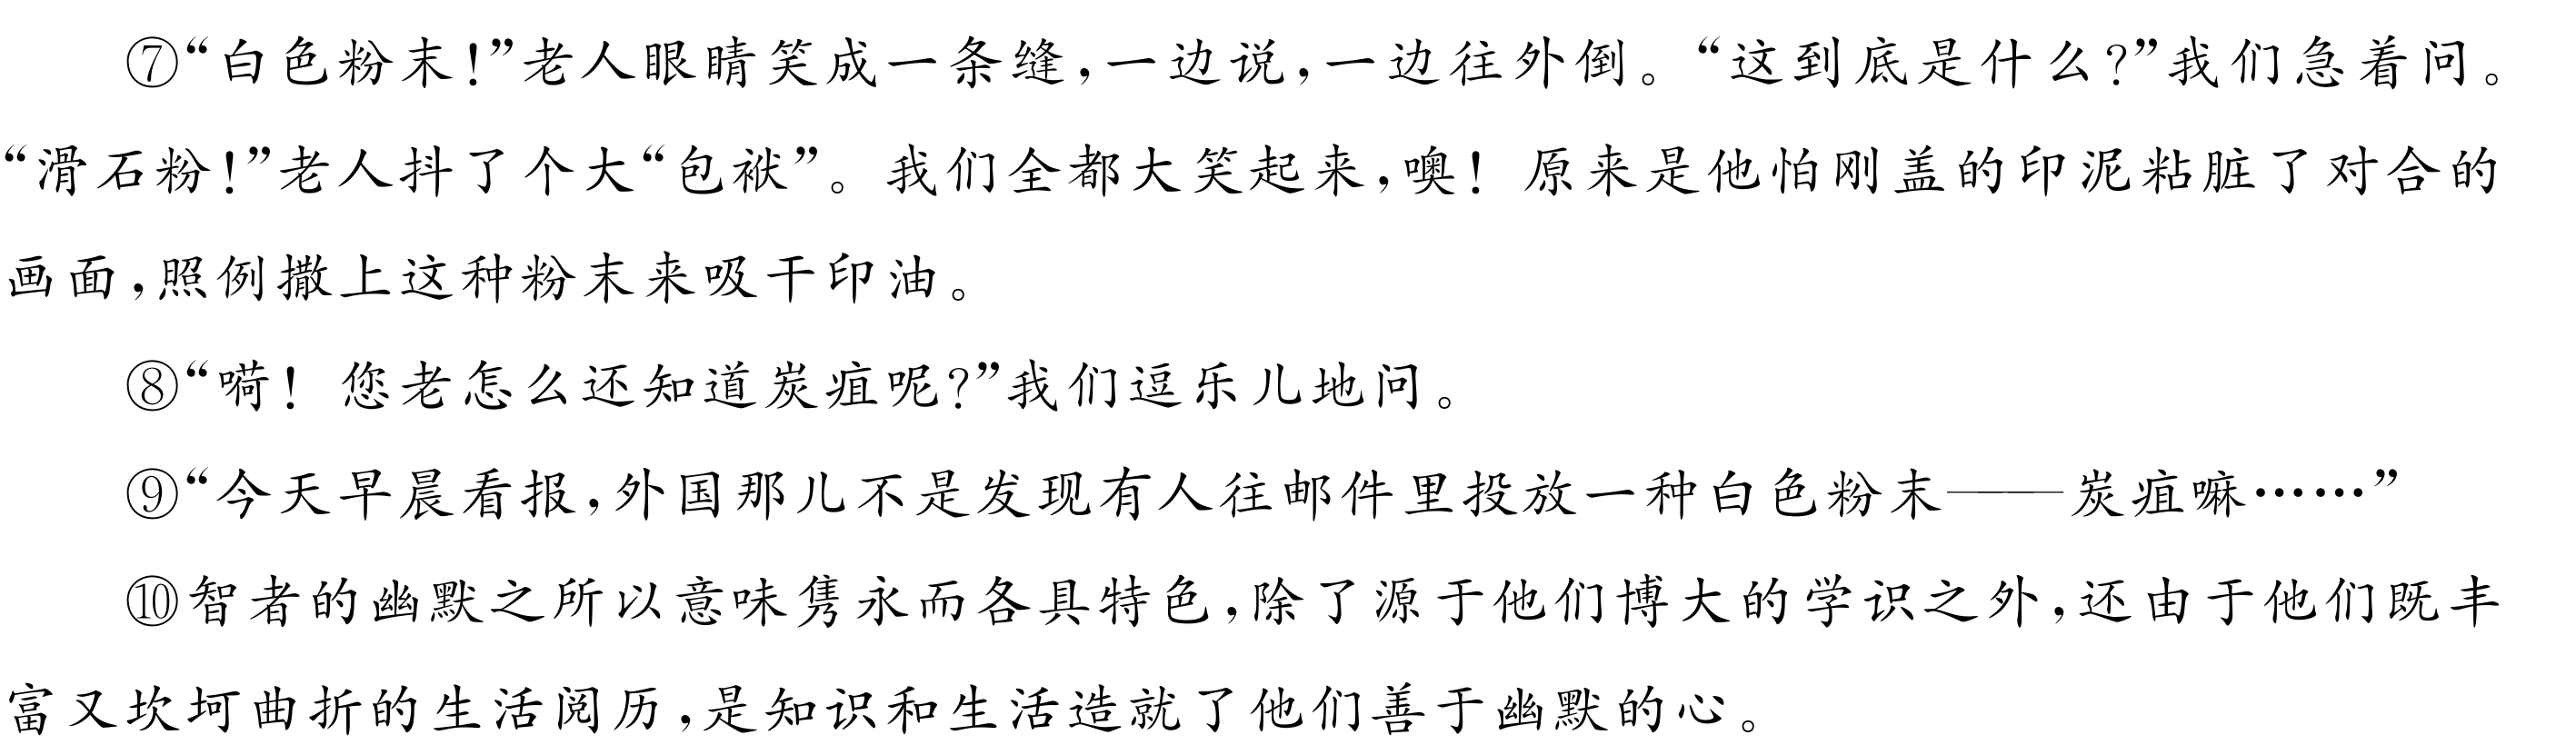 ⑦“白色粉末！”老人眼睛笑成一条缝，一边说，一边往外倒。“这到底是什么？”我们急着问。
“滑石粉！”老人抖了个大“包袱”。我们全都大笑起来，噢！原来是他怕刚盖的印泥粘脏了对合的
画面，照例撒上这种粉末来吸干印油。
⑧“嗬！您老怎么还知道炭疽呢？”我们逗乐儿地问。
⑨“今天早晨看报，外国那儿不是发现有人往邮件里投放一种白色粉末——炭疽嘛……”
⑩智者的幽默之所以意味隽永而各具特色，除了源于他们博大的学识之外，还由于他们既丰
富又坎坷曲折的生活阅历，是知识和生活造就了他们善于幽默的心。